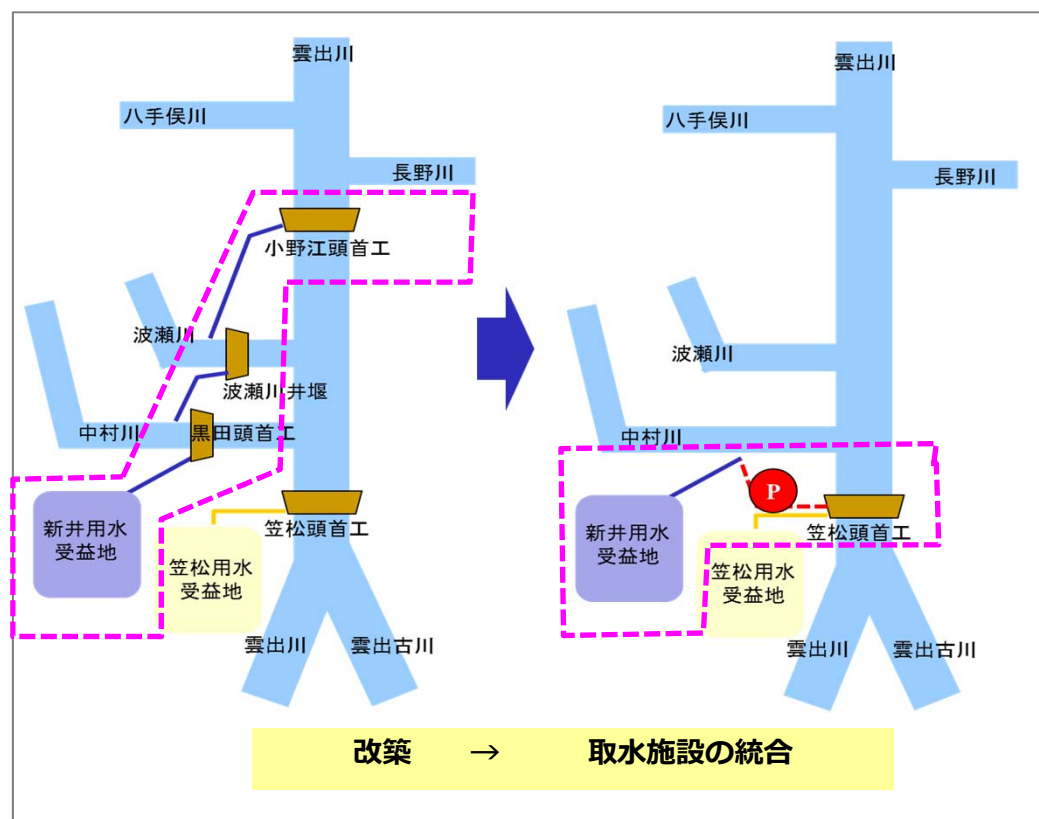 雲出川
八手俣川
長野川
小野江頭首工
波瀬川
波瀬川井堰
中村川
黒田頭首工
新井用水
受益地
笠松頭首工
笠松用水
受益地
雲出川
雲出古川
雲出川
八手俣川
長野川
波瀬川
中村川
P
新井用水
受益地
笠松頭首工
笠松用水
受益地
雲出川
雲出古川
改築 → 取水施設の統合